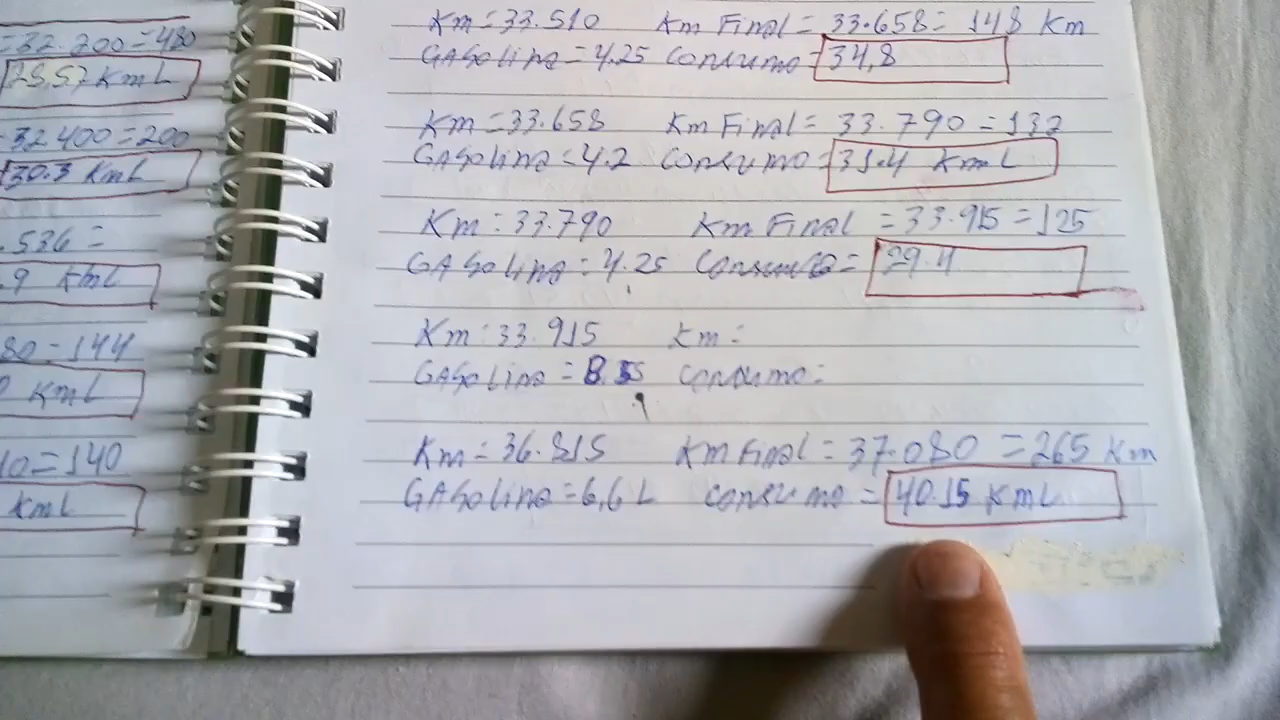 =32.200=480
25,57 KmL
32.400=200
30.3 KmL
.536=
.9 KmL
80-144
KmL
10=140
KmL
Km=33.510 Km Final=33.658=148 Km
GASolina=4.25 Consumo=34,8
Km=33.658 Km Final=33.790=132
GASolina=4.2 Consumo=31.4 KmL
Km:33.790 Km Final=33.915=125
GASolina=4.25 Consumo=29.4
Km:33.915 Km:
GASolina=8.55 Consumo:
Km=36.815 Km Final=37.080=265 Km
GASolina=6,6 L Consumo=40.15 KmL